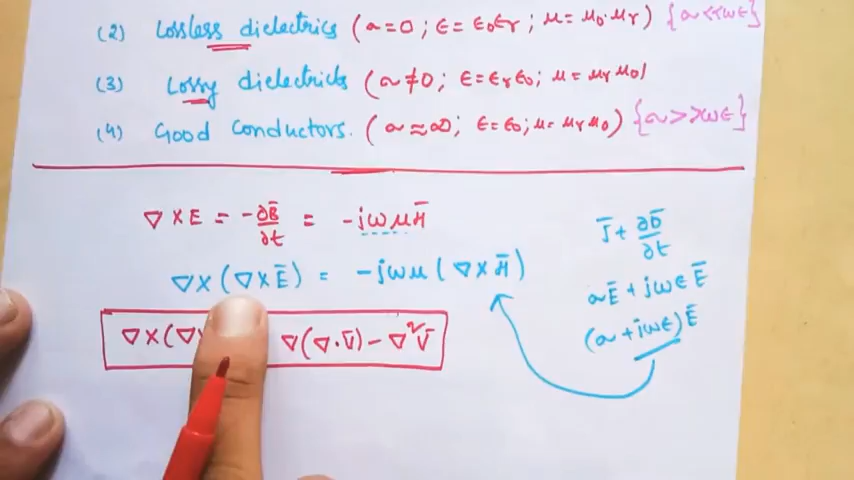 (2) Lossless dielectrics (σ=0 ; ϵ=ϵ₀ϵᵣ ; μ=μ₀.μᵣ) {σ<<ωϵ}
(3) Lossy dielectrics (σ≠0; ϵ=ϵᵣϵ₀; μ=μᵣμ₀)
(4) Good Conductors. (σ≈∞; ϵ=ϵ₀; μ=μᵣμ₀) {σ>>ωϵ}
∇×E = -∂B̄/∂t = -jωμH̄
J̄+ ∂D̄/∂t
∇×(∇×Ē) = -jωμ(∇×H̄)
σĒ+jωϵĒ
(σ+jωϵ)Ē
∇×(∇ ∇(∇.V̄) - ∇²V̄